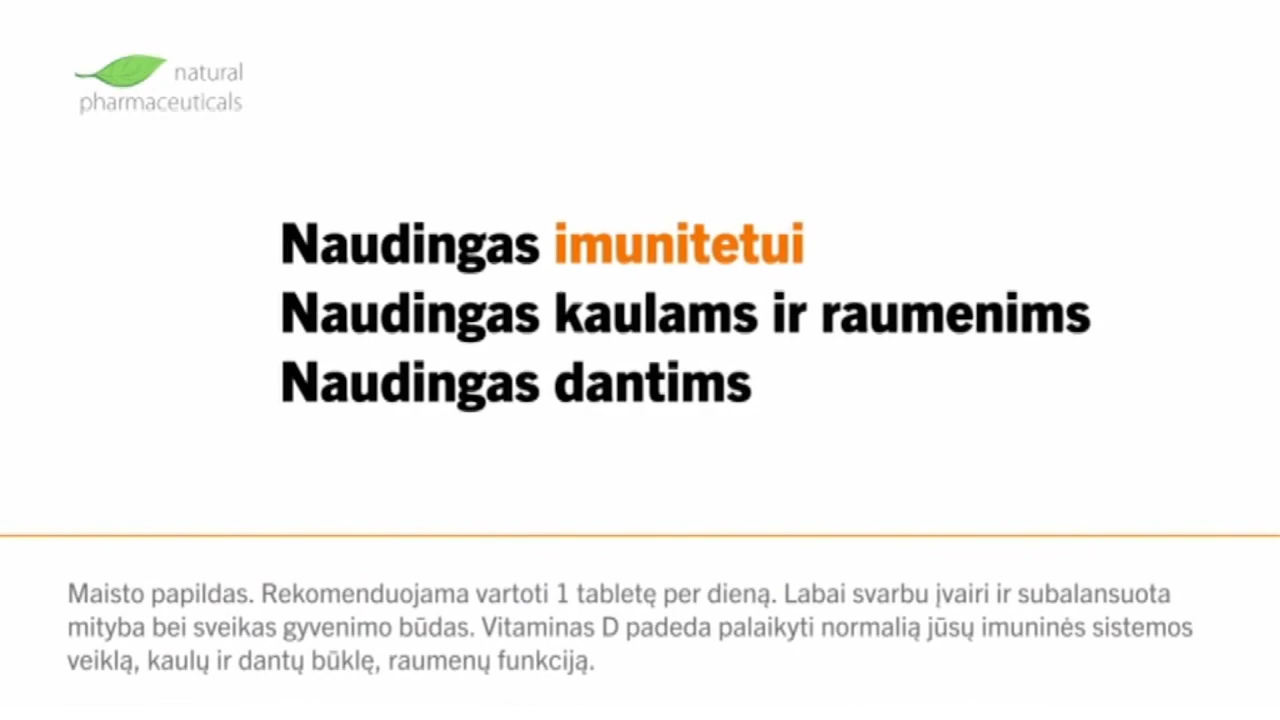 natural
pharmaceuticals
Naudingas imunitetui
Naudingas kaulams ir raumenims
Naudingas dantims
Maisto papildas. Rekomenduojama vartoti 1 tabletę per dieną. Labai svarbu įvairi ir subalansuota
mityba bei sveikas gyvenimo būdas. Vitaminas D padeda palaikyti normalią jūsų imuninės sistemos
veiklą, kaulų ir dantų būklę, raumenų funkciją.